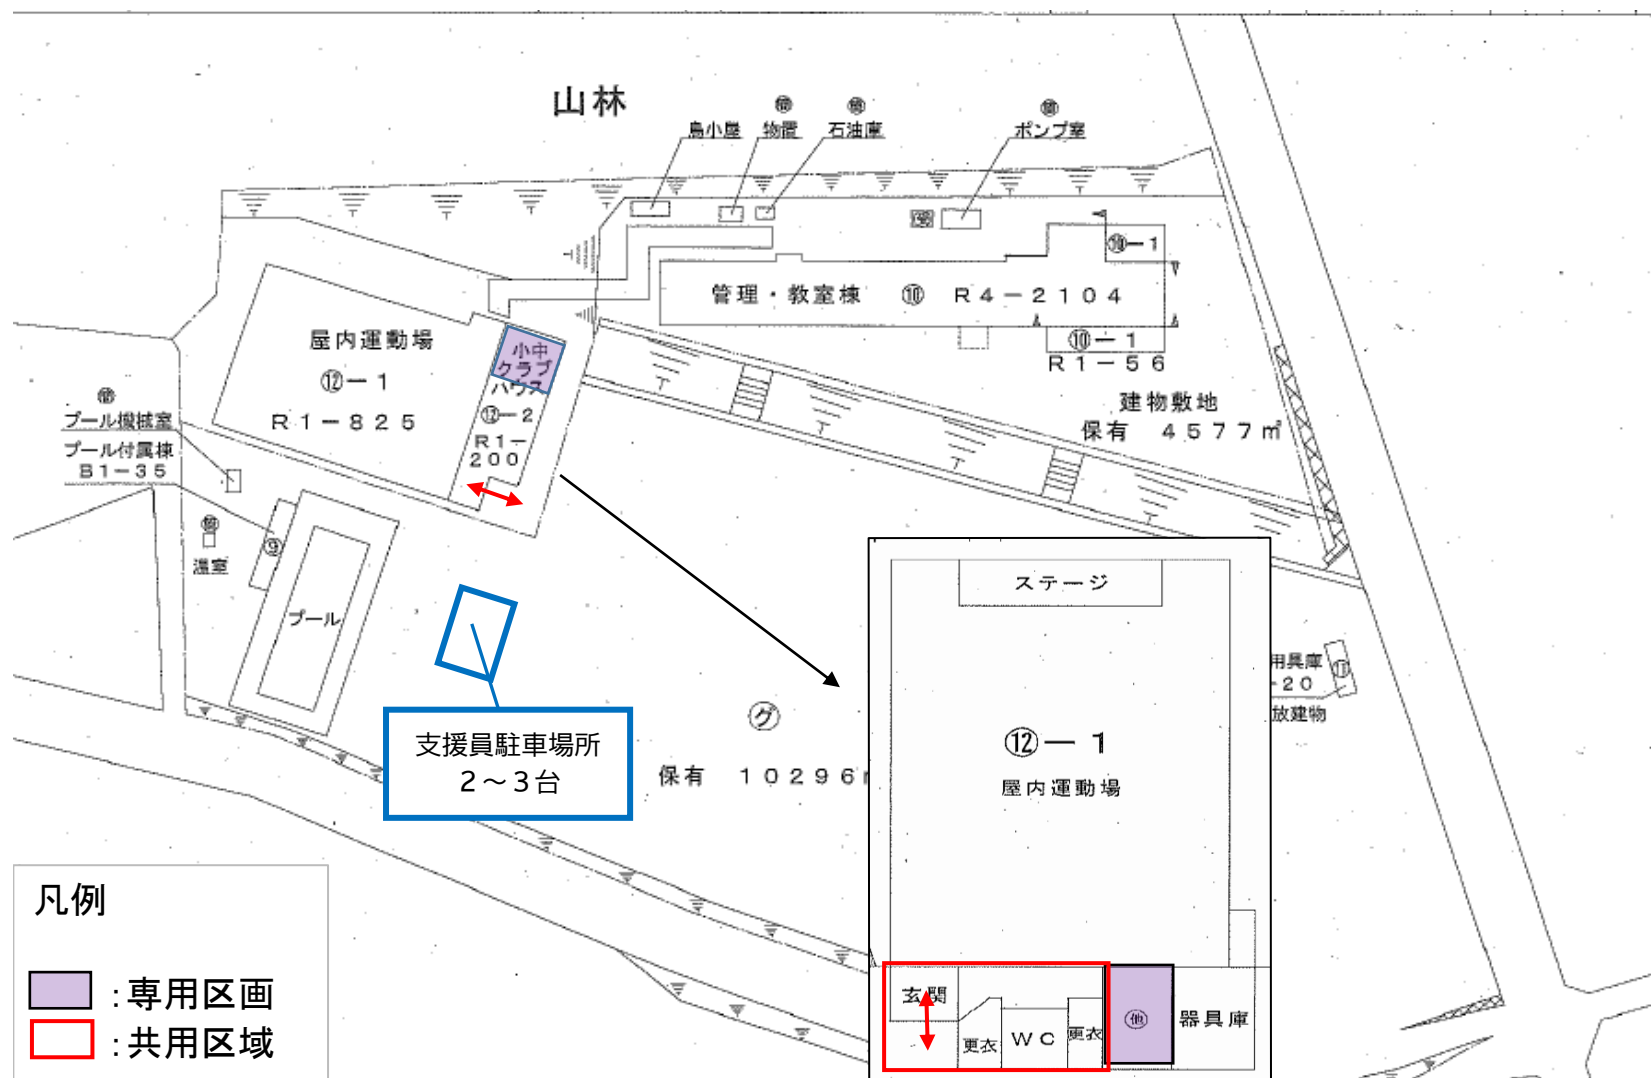 山林
鳥小屋
物置
石油庫
ポンプ室
⑩－1
管理・教室棟 ⑩ R4－2104
⑩－1
R1－56
建物敷地
保有 4577㎡
屋内運動場
⑫－1
R1－825
小中
クラブ
ハウス
⑫－2
R1－
200
プール機械室
プール付属棟
B1－35
⑨
温室
プール
支援員駐車場所
2～3台
グ
保有 10296
用具庫
-20
放建物
ステージ
⑫－1
屋内運動場
玄関
更衣
WC
更衣
他
器具庫
凡例
：専用区画
：共用区域